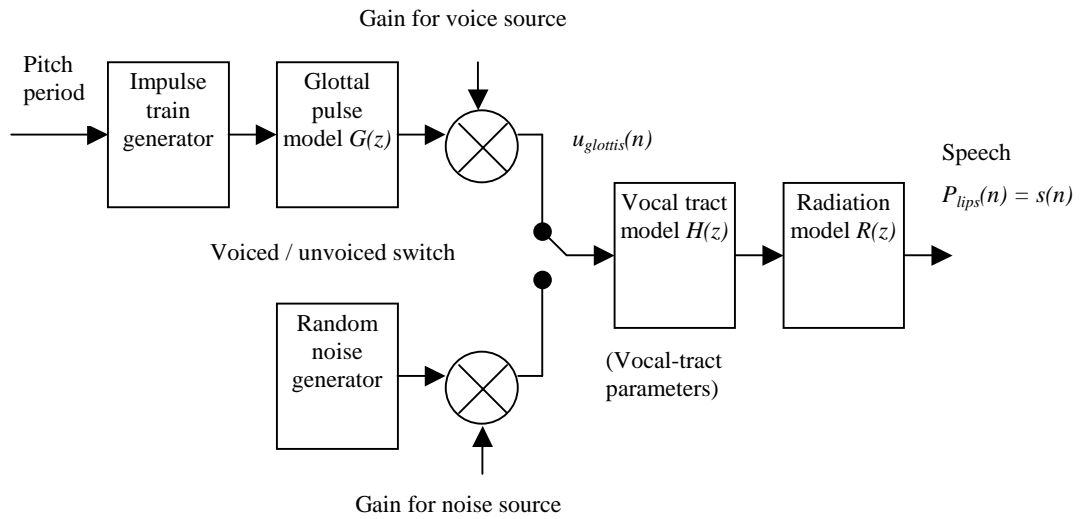 Gain for voice source
Pitch
period
Impulse
train
generator
Glottal
pulse
model G(z)
u_glottis(n)
Speech
P_lips(n) = s(n)
Vocal tract
model H(z)
Radiation
model R(z)
Voiced / unvoiced switch
Random
noise
generator
(Vocal-tract
parameters)
Gain for noise source